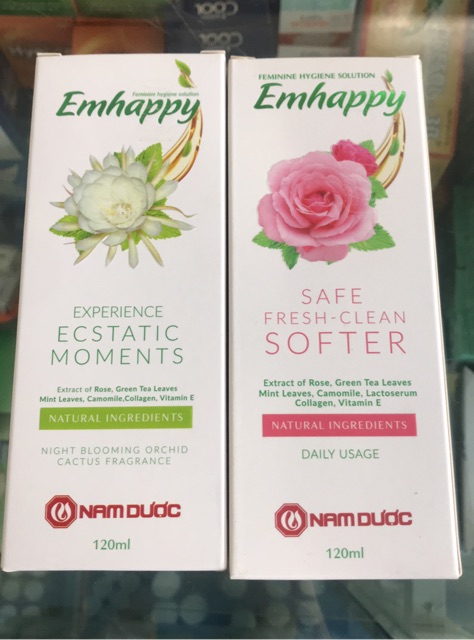 Feminine hygiene solution
Emhappy
EXPERIENCE
ECSTATIC
MOMENTS
Extract of Rose, Green Tea Leaves
Mint Leaves, Camomile,Collagen, Vitamin E
NATURAL INGREDIENTS
NIGHT BLOOMING ORCHID
CACTUS FRAGRANCE
NAM DƯỢC
120ml
FEMININE HYGIENE SOLUTION
Emhappy
SAFE
FRESH-CLEAN
SOFTER
Extract of Rose, Green Tea Leaves
Mint Leaves, Camomile, Lactoserum
Collagen, Vitamin E
NATURAL INGREDIENTS
DAILY USAGE
NAM DƯỢC
120ml